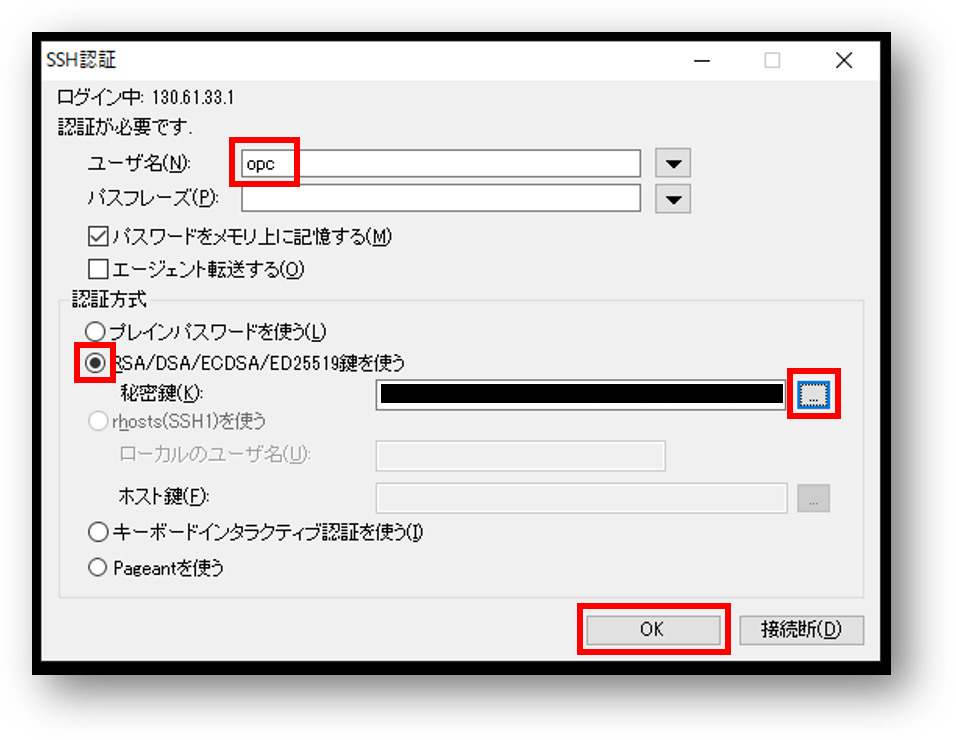 SSH認証
ログイン中: 130.61.33.1
認証が必要です.
ユーザ名(N):
opc
パスフレーズ(P):
パスワードをメモリ上に記憶する(M)
エージェント転送する(O)
認証方式
プレインパスワードを使う(L)
RSA/DSA/ECDSA/ED25519鍵を使う
秘密鍵(K):
...
rhosts(SSH1)を使う
ローカルのユーザ名(U):
ホスト鍵(F):
...
キーボードインタラクティブ認証を使う(I)
Pageantを使う
OK
接続断(D)